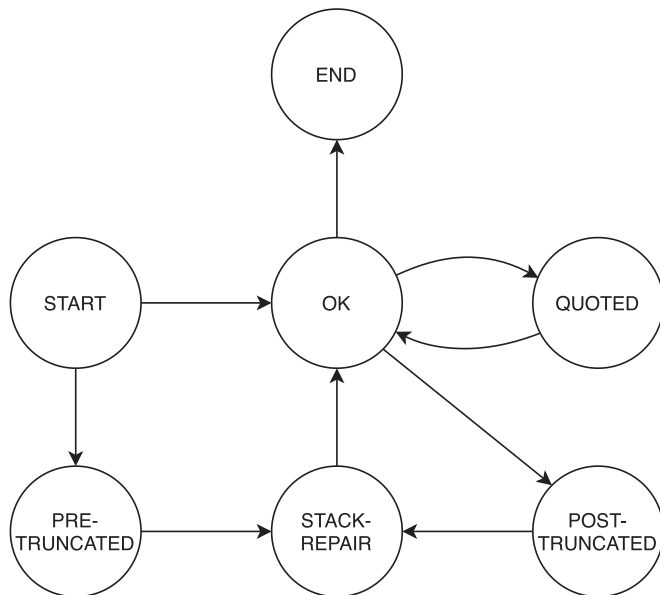 END
START
OK
QUOTED
PRE-
TRUNCATED
STACK-
REPAIR
POST-
TRUNCATED